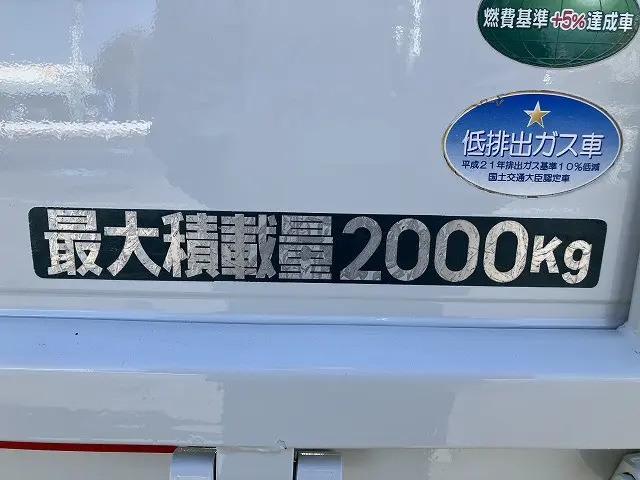 燃費基準+5%達成車
低排出ガス車
平成21年排出ガス基準10%低減
国土交通大臣認定車
最大積載量2000Kg